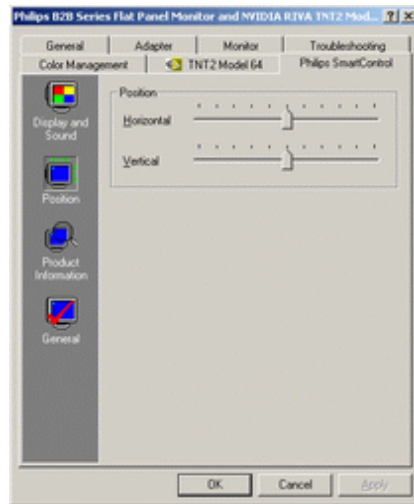 Philips B2B Series Flat Panel Monitor and NVIDIA RIVA TNT2 Mod...
General Adapter Monitor Troubleshooting
Color Management TNT2 Model 64 Philips SmartControl
Display and
Sound
Position
Product
Information
General
Position
Horizontal
Vertical
OK Cancel Apply